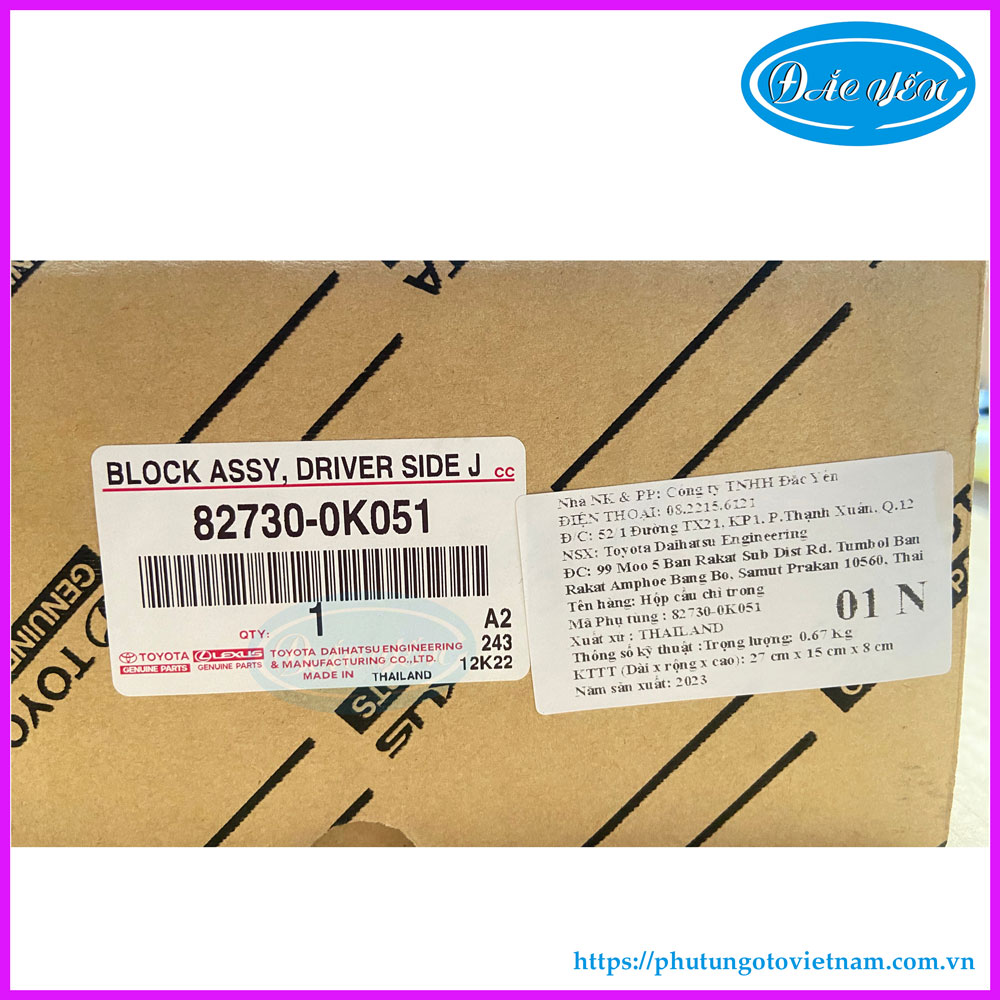 ĐẮC YẾN
BLOCK ASSY, DRIVER SIDE J CC
82730-0K051
QTY: 1
A2
243
12K22
TOYOTA
GENUINE PARTS
LEXUS
GENUINE PARTS
TOYOTA DAIHATSU ENGINEERING
& MANUFACTURING CO., LTD.
MADE IN THAILAND
Nhà NK & PP: Công ty TNHH Đắc Yến
ĐIỆN THOẠI: 08.2215.6121
Đ/C: 52/1 Đường TX21, KP1, P.Thạnh Xuân, Q.12
NSX: Toyota Daihatsu Engineering
ĐC: 99 Moo 5 Ban Rakat Sub Dist Rd. Tumbol Ban
Rakat Amphoe Bang Bo, Samut Prakan 10560, Thai
Tên hàng: Hộp cầu chì trong
Mã Phụ tùng : 82730-0K051
Xuất xứ : THAILAND
Thông số kỹ thuật :Trọng lượng: 0.67 Kg
KTTT (Dài x rộng x cao): 27 cm x 15 cm x 8 cm
Năm sản xuất: 2023
01 N
GENUINE
TOYO
https://phutungotovietnam.com.vn